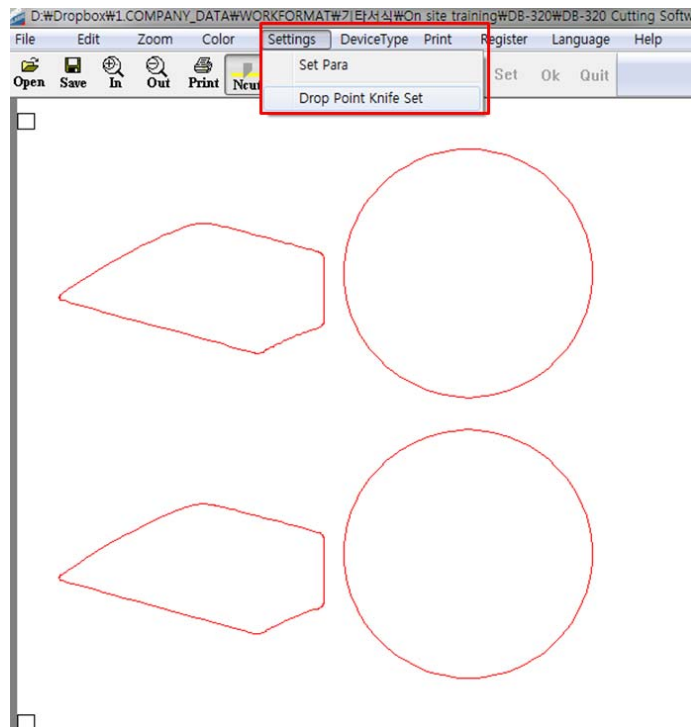 D:₩Dropbox₩1.COMPANY_DATA₩WORKFORMAT₩기타서식₩On site training₩DB-320₩DB-320 Cutting Softw
File Edit Zoom Color Settings DeviceType Print Register Language Help
Open Save In Out Print Ncut Set Ok Quit
Set Para
Drop Point Knife Set